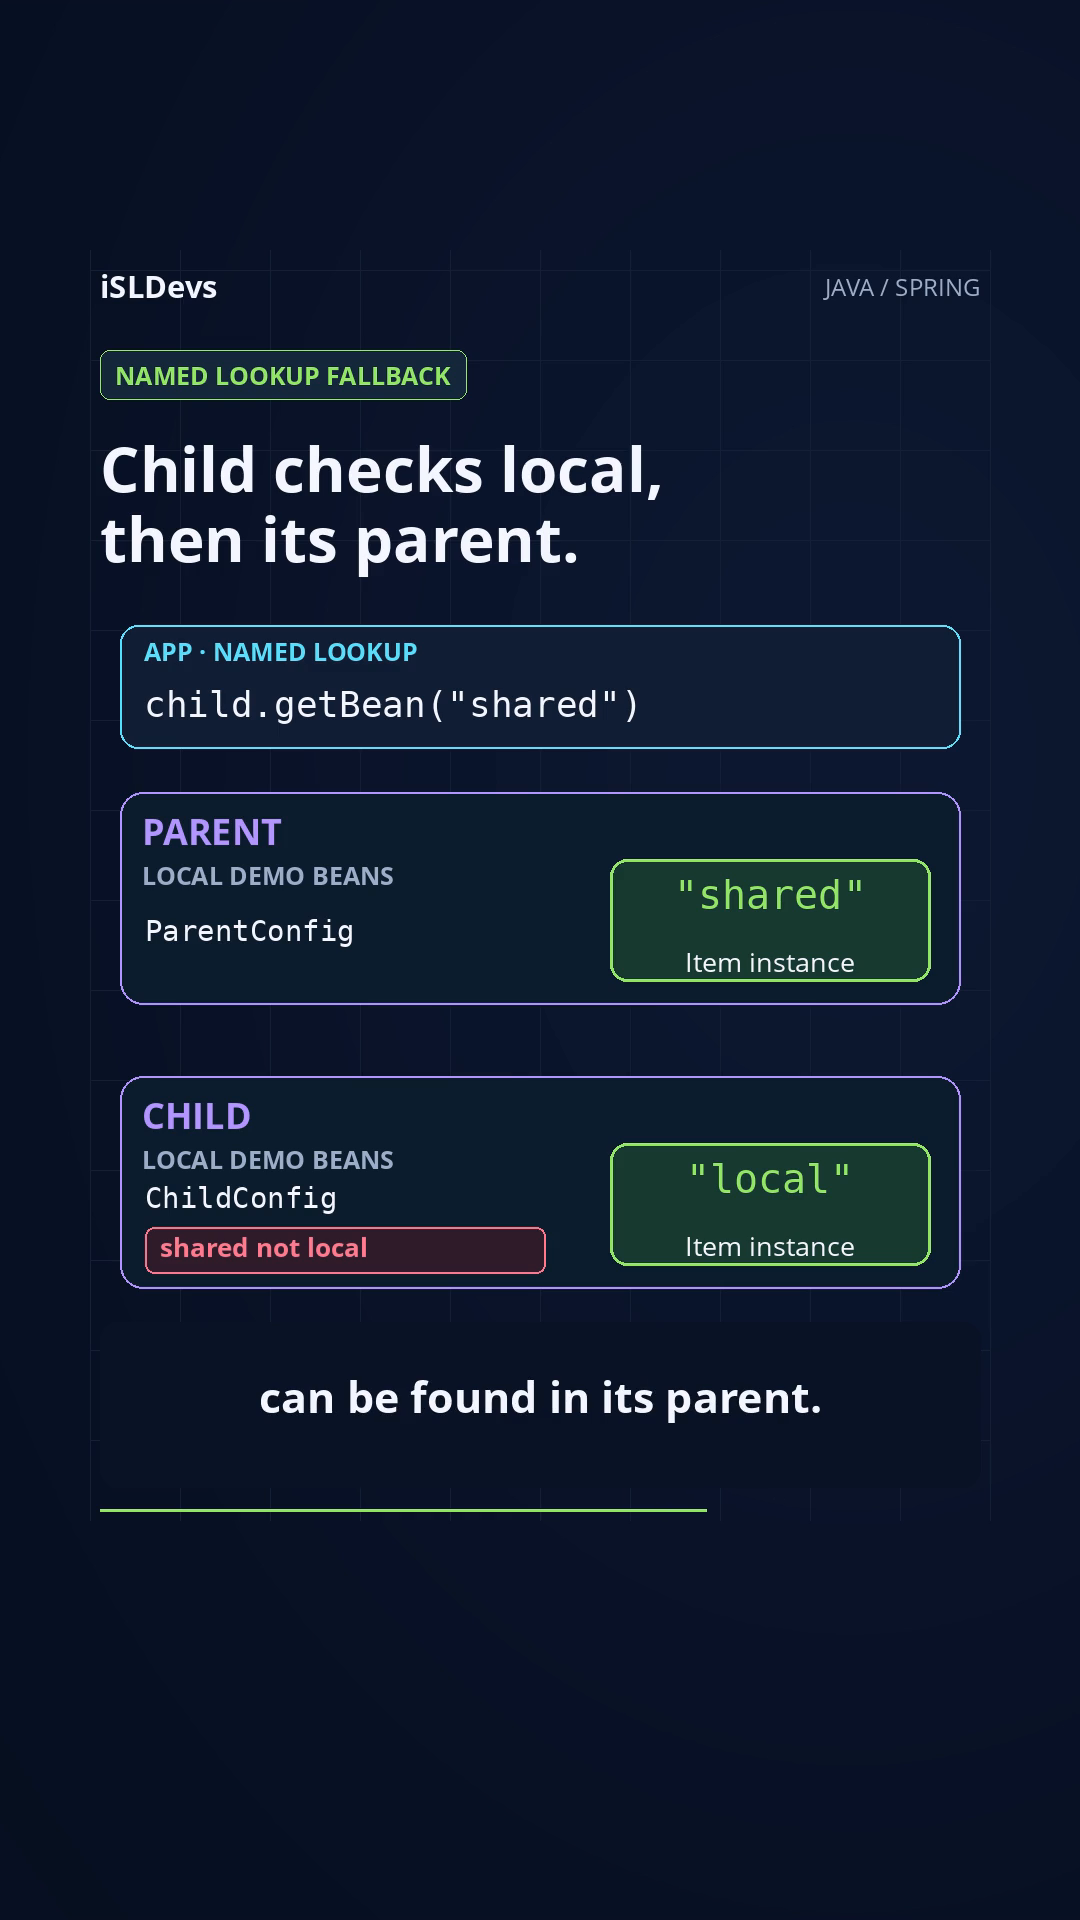 iSLDevs
JAVA / SPRING
NAMED LOOKUP FALLBACK
Child checks local,
then its parent.
APP · NAMED LOOKUP
child.getBean("shared")
PARENT
LOCAL DEMO BEANS
ParentConfig
"shared"
Item instance
CHILD
LOCAL DEMO BEANS
ChildConfig
shared not local
"local"
Item instance
can be found in its parent.